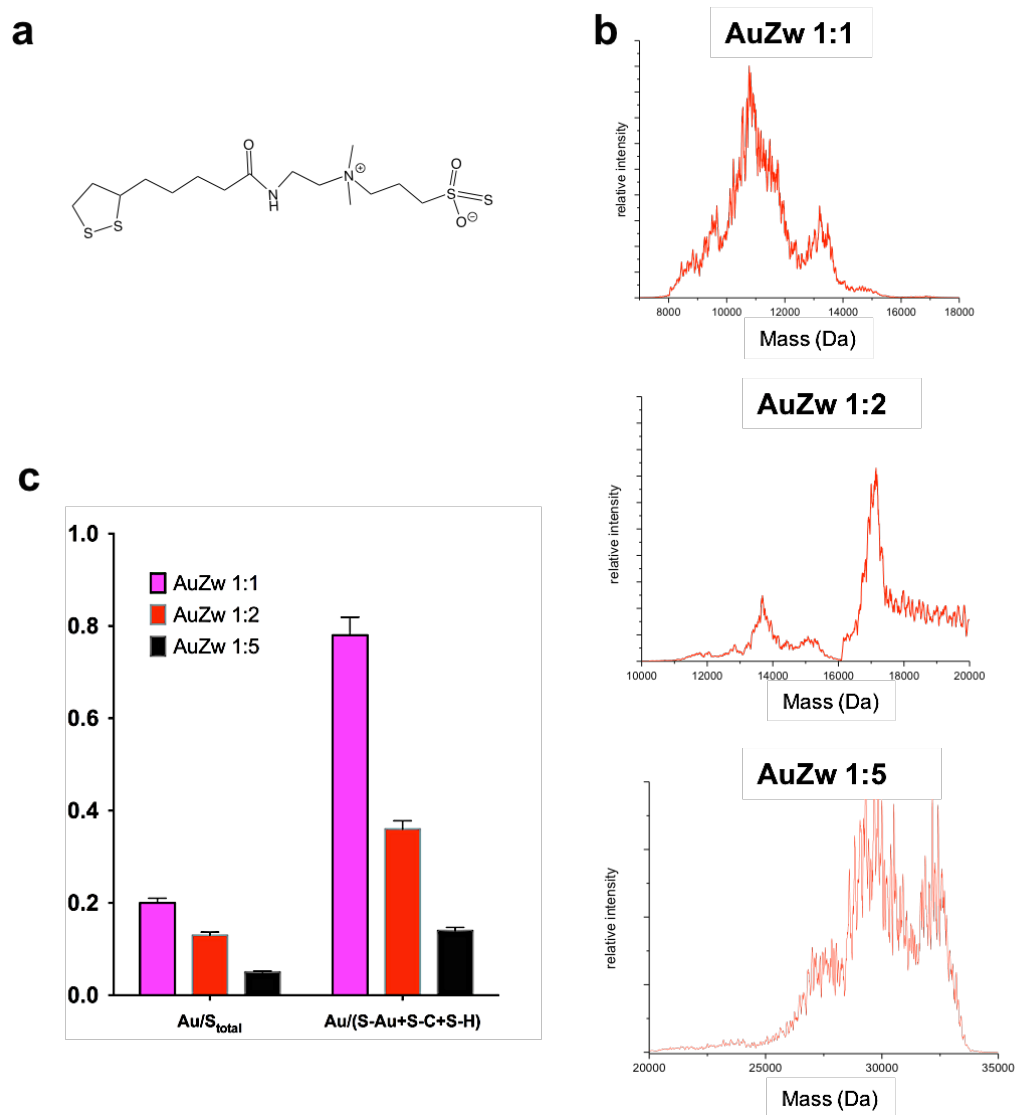 a
O
N
H
N
⊕
O
S
S
O⊖
S
S
b
AuZw 1:1
relative intensity
8000 10000 12000 14000 16000 18000
Mass (Da)
AuZw 1:2
relative intensity
10000 12000 14000 16000 18000 20000
Mass (Da)
AuZw 1:5
relative intensity
20000 25000 30000 35000
Mass (Da)
c
1.0
0.8
0.6
0.4
0.2
0.0
AuZw 1:1
AuZw 1:2
AuZw 1:5
Au/Stotal Au/(S-Au+S-C+S-H)